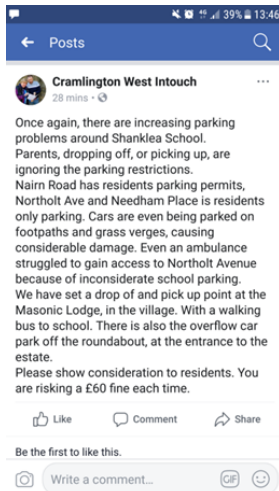 39% 13:46
Posts
Cramlington West Intouch
28 mins
Once again, there are increasing parking
problems around Shanklea School.
Parents, dropping off, or picking up, are
ignoring the parking restrictions.
Nairn Road has residents parking permits,
Northolt Ave and Needham Place is residents
only parking. Cars are even being parked on
footpaths and grass verges, causing
considerable damage. Even an ambulance
struggled to gain access to Northolt Avenue
because of inconsiderate school parking.
We have set a drop of and pick up point at the
Masonic Lodge, in the village. With a walking
bus to school. There is also the overflow car
park off the roundabout, at the entrance to the
estate.
Please show consideration to residents. You
are risking a £60 fine each time.
Like Comment Share
Be the first to like this.
Write a comment... GIF